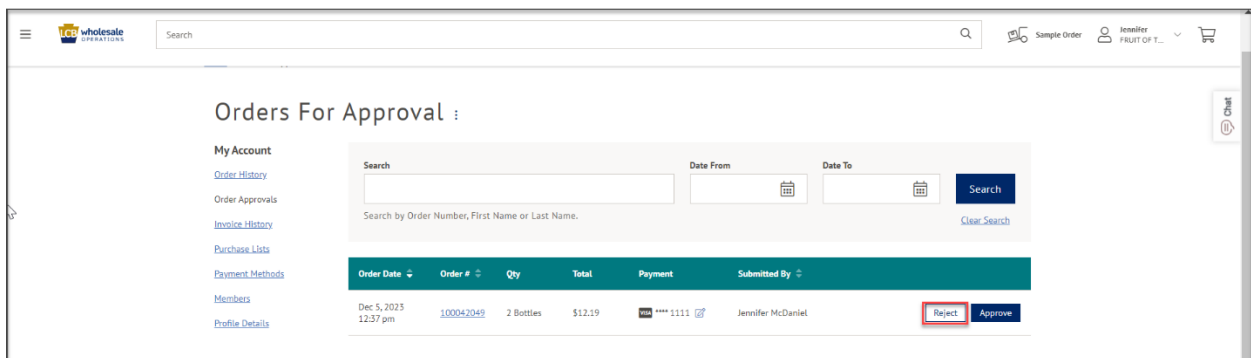 LCB wholesale
OPERATIONS
Search
Sample Order
Jennifer
FRUIT OF T...
Chat
Orders For Approval
My Account
Order History
Order Approvals
Invoice History
Purchase Lists
Payment Methods
Members
Profile Details
Search
Date From
Date To
Search
Search by Order Number, First Name or Last Name.
Clear Search
Order Date Order # Qty Total Payment Submitted By
Dec 5, 2023
12:37 pm
100042049 2 Bottles $12.19 VISA **** 1111 Jennifer McDaniel Reject Approve